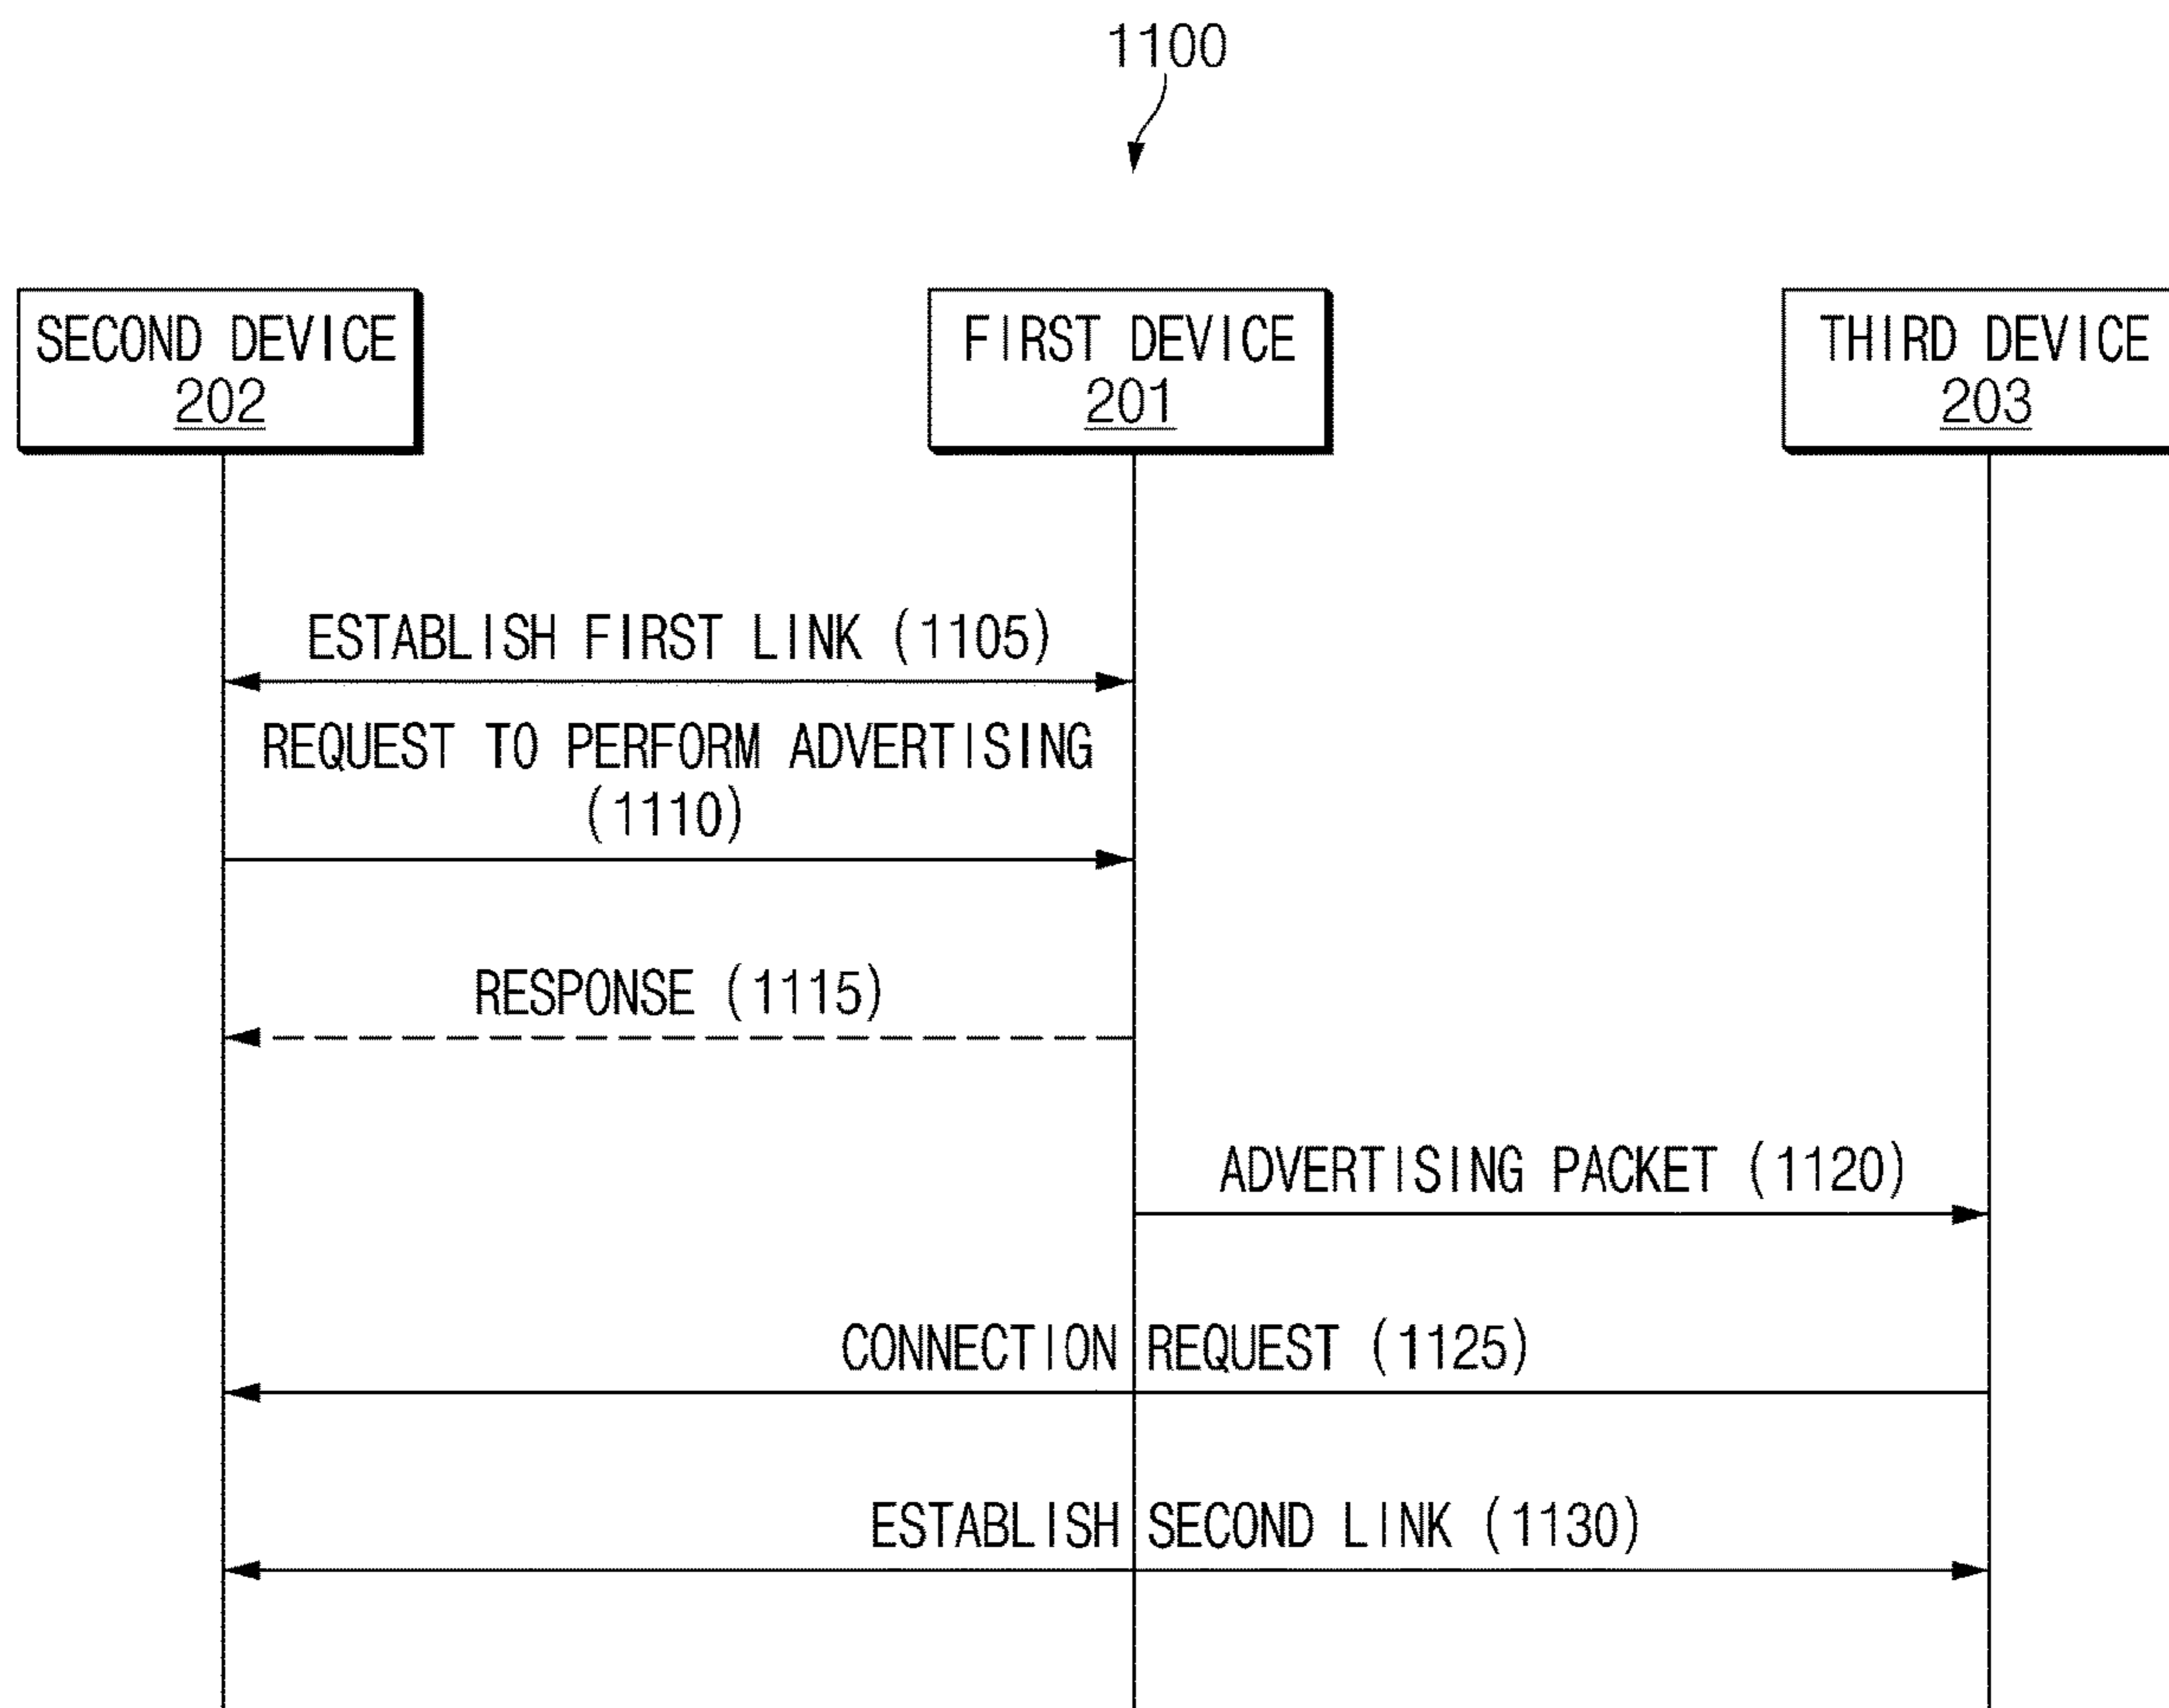 1100
SECOND DEVICE
202
FIRST DEVICE
201
THIRD DEVICE
203
ESTABLISH FIRST LINK (1105)
REQUEST TO PERFORM ADVERTISING
(1110)
RESPONSE (1115)
ADVERTISING PACKET (1120)
CONNECTION REQUEST (1125)
ESTABLISH SECOND LINK (1130)